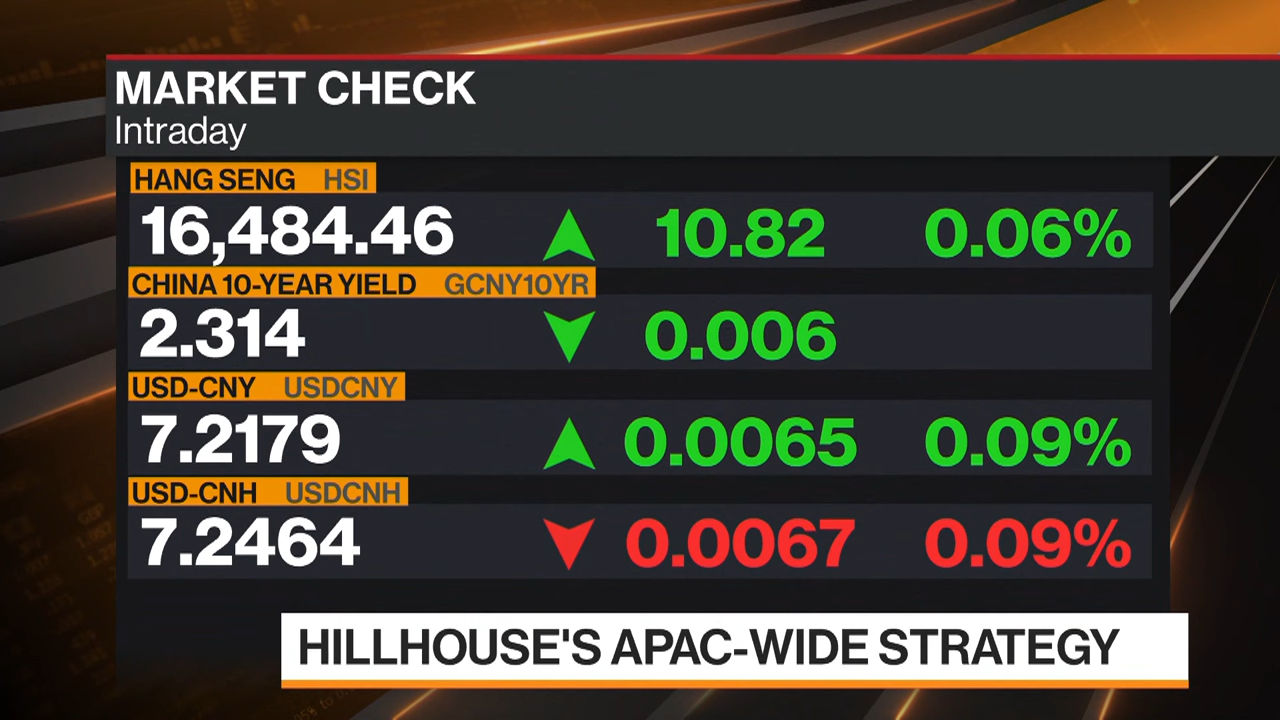 MARKET CHECK
Intraday
HANG SENG HSI
16,484.46 ▲ 10.82 0.06%
CHINA 10-YEAR YIELD GCNY10YR
2.314 ▼ 0.006
USD-CNY USDCNY
7.2179 ▲ 0.0065 0.09%
USD-CNH USDCNH
7.2464 ▼ 0.0067 0.09%
HILLHOUSE'S APAC-WIDE STRATEGY